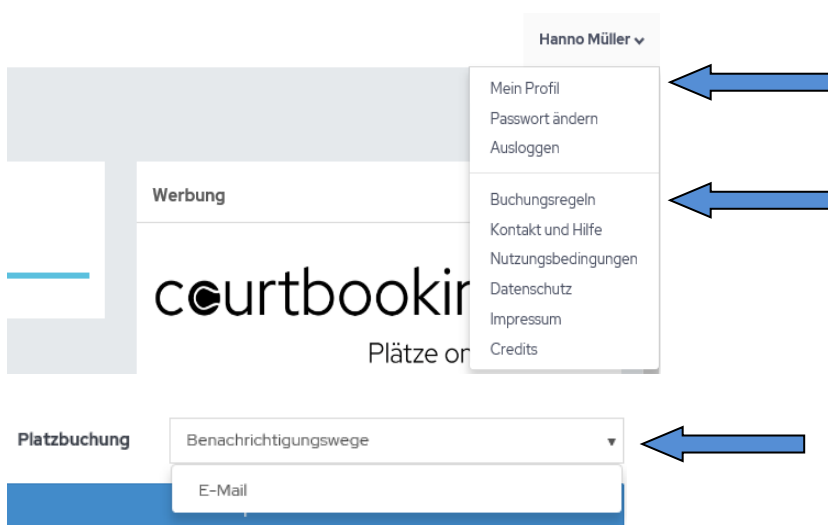 Hanno Müller
Mein Profil
Passwort ändern
Ausloggen
Werbung
Buchungsregeln
Kontakt und Hilfe
Nutzungsbedingungen
Datenschutz
Impressum
Credits
courtbookin
Plätze on
Platzbuchung
Benachrichtigungswege
E-Mail